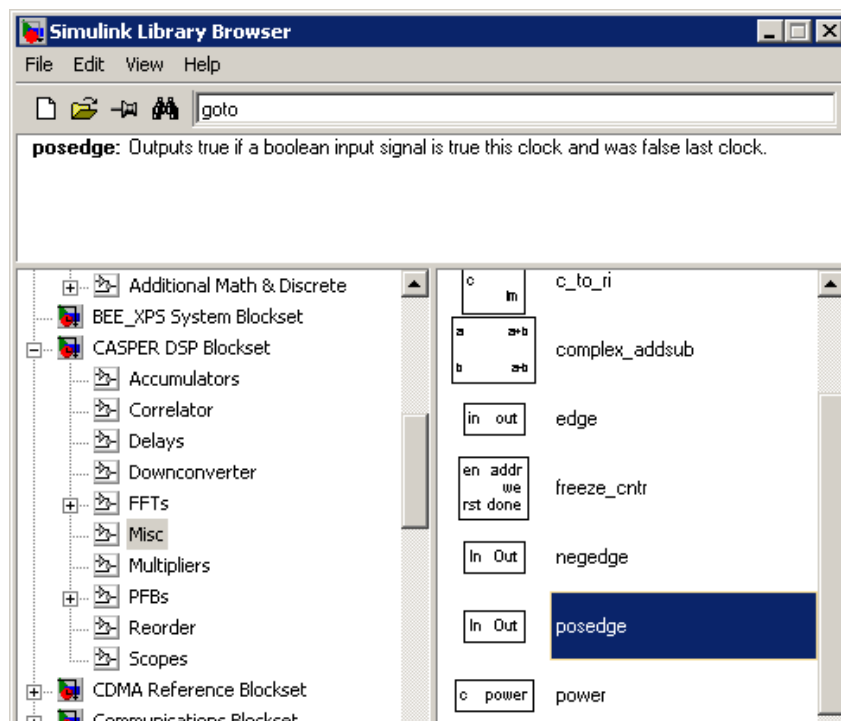 Simulink Library Browser
File Edit View Help
goto
posedge: Outputs true if a boolean input signal is true this clock and was false last clock.
Additional Math & Discrete
BEE_XPS System Blockset
CASPER DSP Blockset
Accumulators
Correlator
Delays
Downconverter
FFTs
Misc
Multipliers
PFBs
Reorder
Scopes
CDMA Reference Blockset
Communications Blockset
c
Im
c_to_ri
a a+b
b a-b
complex_addsub
in out
edge
en addr
we
rst done
freeze_cntr
In Out
negedge
In Out
posedge
c power
power